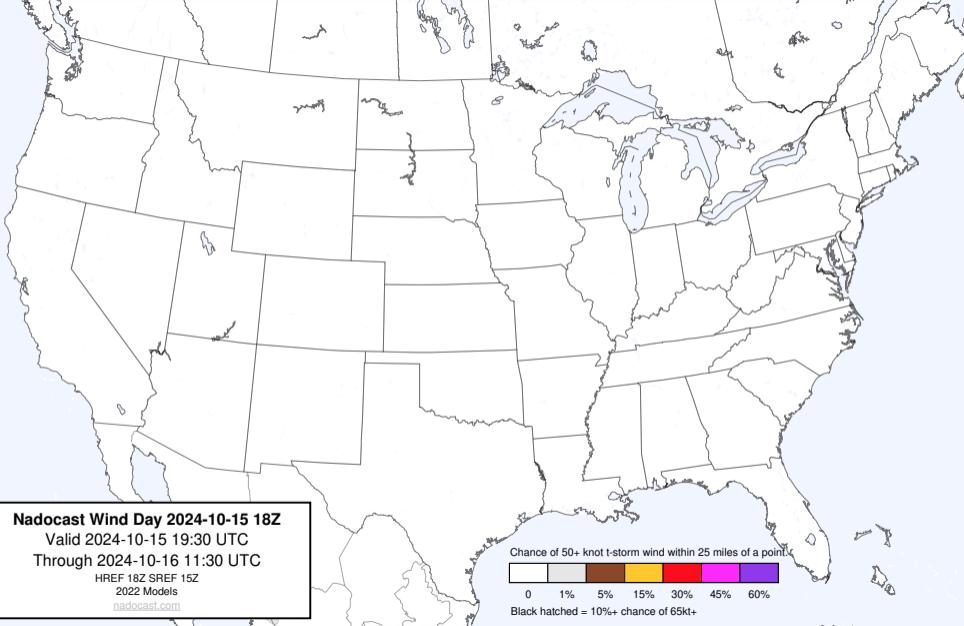 Nadocast Wind Day 2024-10-15 18Z
Valid 2024-10-15 19:30 UTC
Through 2024-10-16 11:30 UTC
HREF 18Z SREF 15Z
2022 Models
nadocast.com
Chance of 50+ knot t-storm wind within 25 miles of a point.
0 1% 5% 15% 30% 45% 60%
Black hatched = 10%+ chance of 65kt+